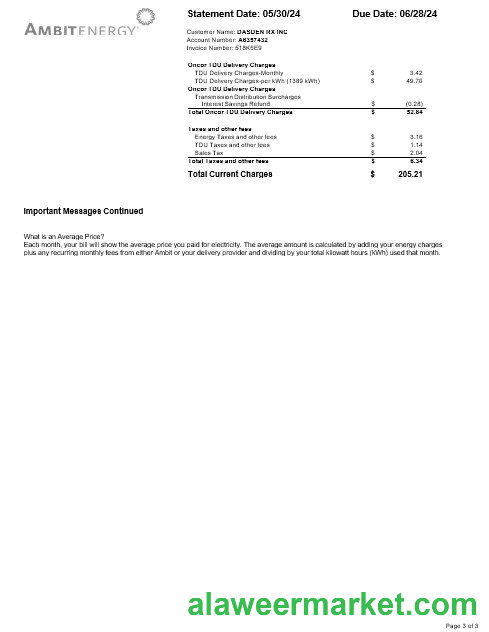 AMBITENERGY
Statement Date: 05/30/24 Due Date: 06/28/24
Customer Name: DASDEN RX INC
Account Number: A6357432
Invoice Number: 518K5E9
Oncor TDU Delivery Charges
TDU Delivery Charges-Monthly $ 3.42
TDU Delivery Charges-per kWh (1389 kWh) $ 49.70
Oncor TDU Delivery Charges
Transmission Distribution Surcharges
Interest Savings Refund $ (0.28)
Total Oncor TDU Delivery Charges $ 52.84
Taxes and other fees
Energy Taxes and other fees $ 3.16
TDU Taxes and other fees $ 1.14
Sales Tax $ 2.04
Total Taxes and other fees $ 6.34
Total Current Charges $ 205.21
Important Messages Continued
What is an Average Price?
Each month, your bill will show the average price you paid for electricity. The average amount is calculated by adding your energy charges
plus any recurring monthly fees from either Ambit or your delivery provider and dividing by your total kilowatt hours (kWh) used that month.
alaweermarket.com
Page 3 of 3